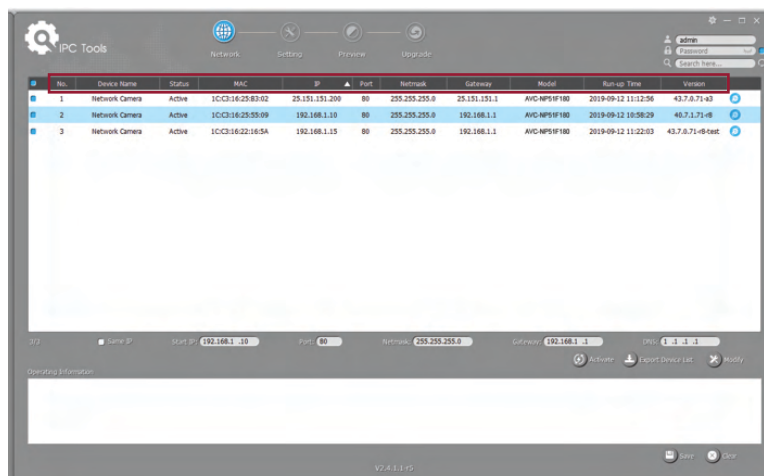 IPC Tools
Network Setting Preview Upgrade
admin
Password
Search here...
No. Device Name Status MAC IP Port Netmask Gateway Model Run-up Time Version
1 Network Camera Active 1C:C3:16:25:B3:02 25.151.151.200 80 255.255.255.0 25.151.151.1 AVC-NP51F180 2019-09-12 11:12:56 43.7.0.71-a3
2 Network Camera Active 1C:C3:16:25:55:09 192.168.1.10 80 255.255.255.0 192.168.1.1 AVC-NP51F180 2019-09-12 10:58:29 40.7.1.71-r8
3 Network Camera Active 1C:C3:16:22:16:5A 192.168.1.15 80 255.255.255.0 192.168.1.1 AVC-NP51F180 2019-09-12 11:22:03 43.7.0.71-r8-test
3/3 Same IP Start IP: 192.168.1 .10 Port: 80 Netmask: 255.255.255.0 Gateway: 192.168.1 .1 DNS: 1 .1 .1 .1
Activate Export Device List Modify
Operating Information
Save Clear
V2.4.1.1 r5